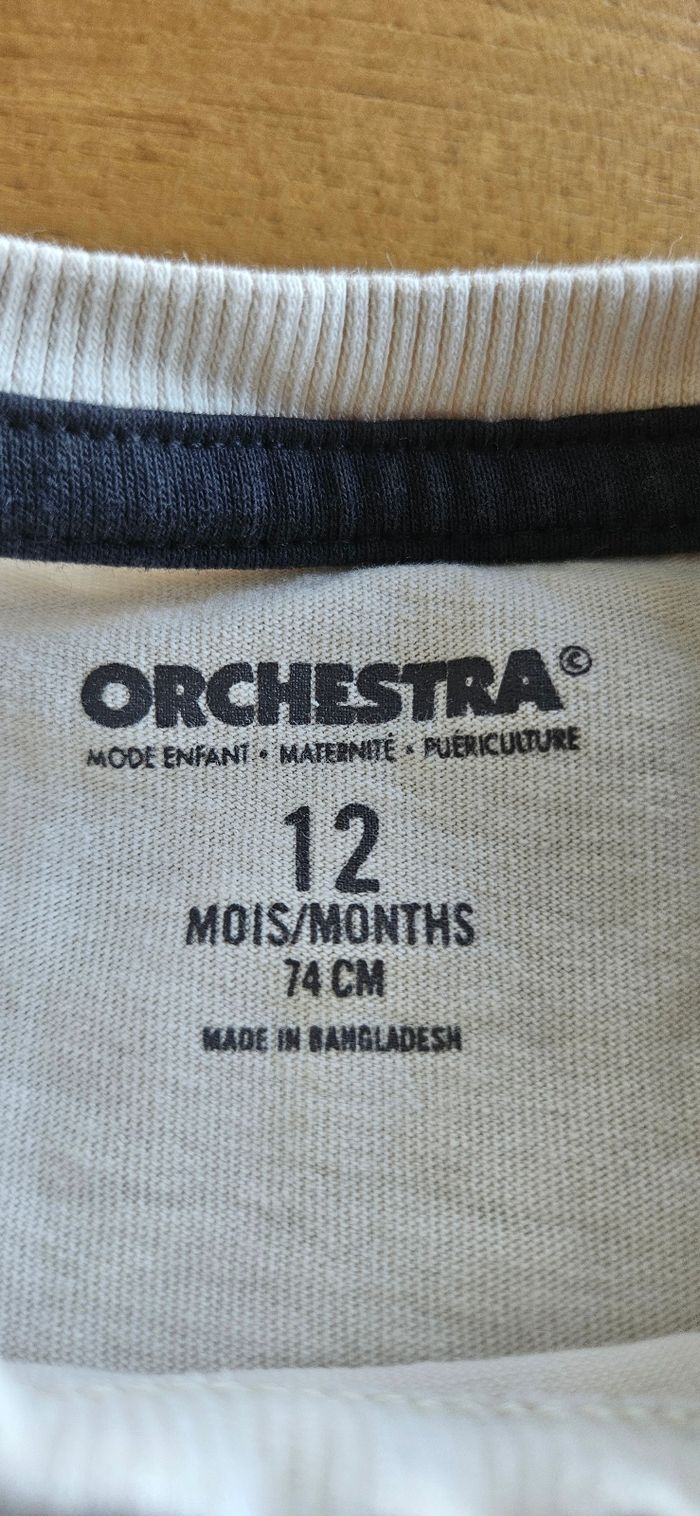 ORCHESTRA©
MODE ENFANT • MATERNITÉ • PUÉRICULTURE
12
MOIS/MONTHS
74 CM
MADE IN BANGLADESH